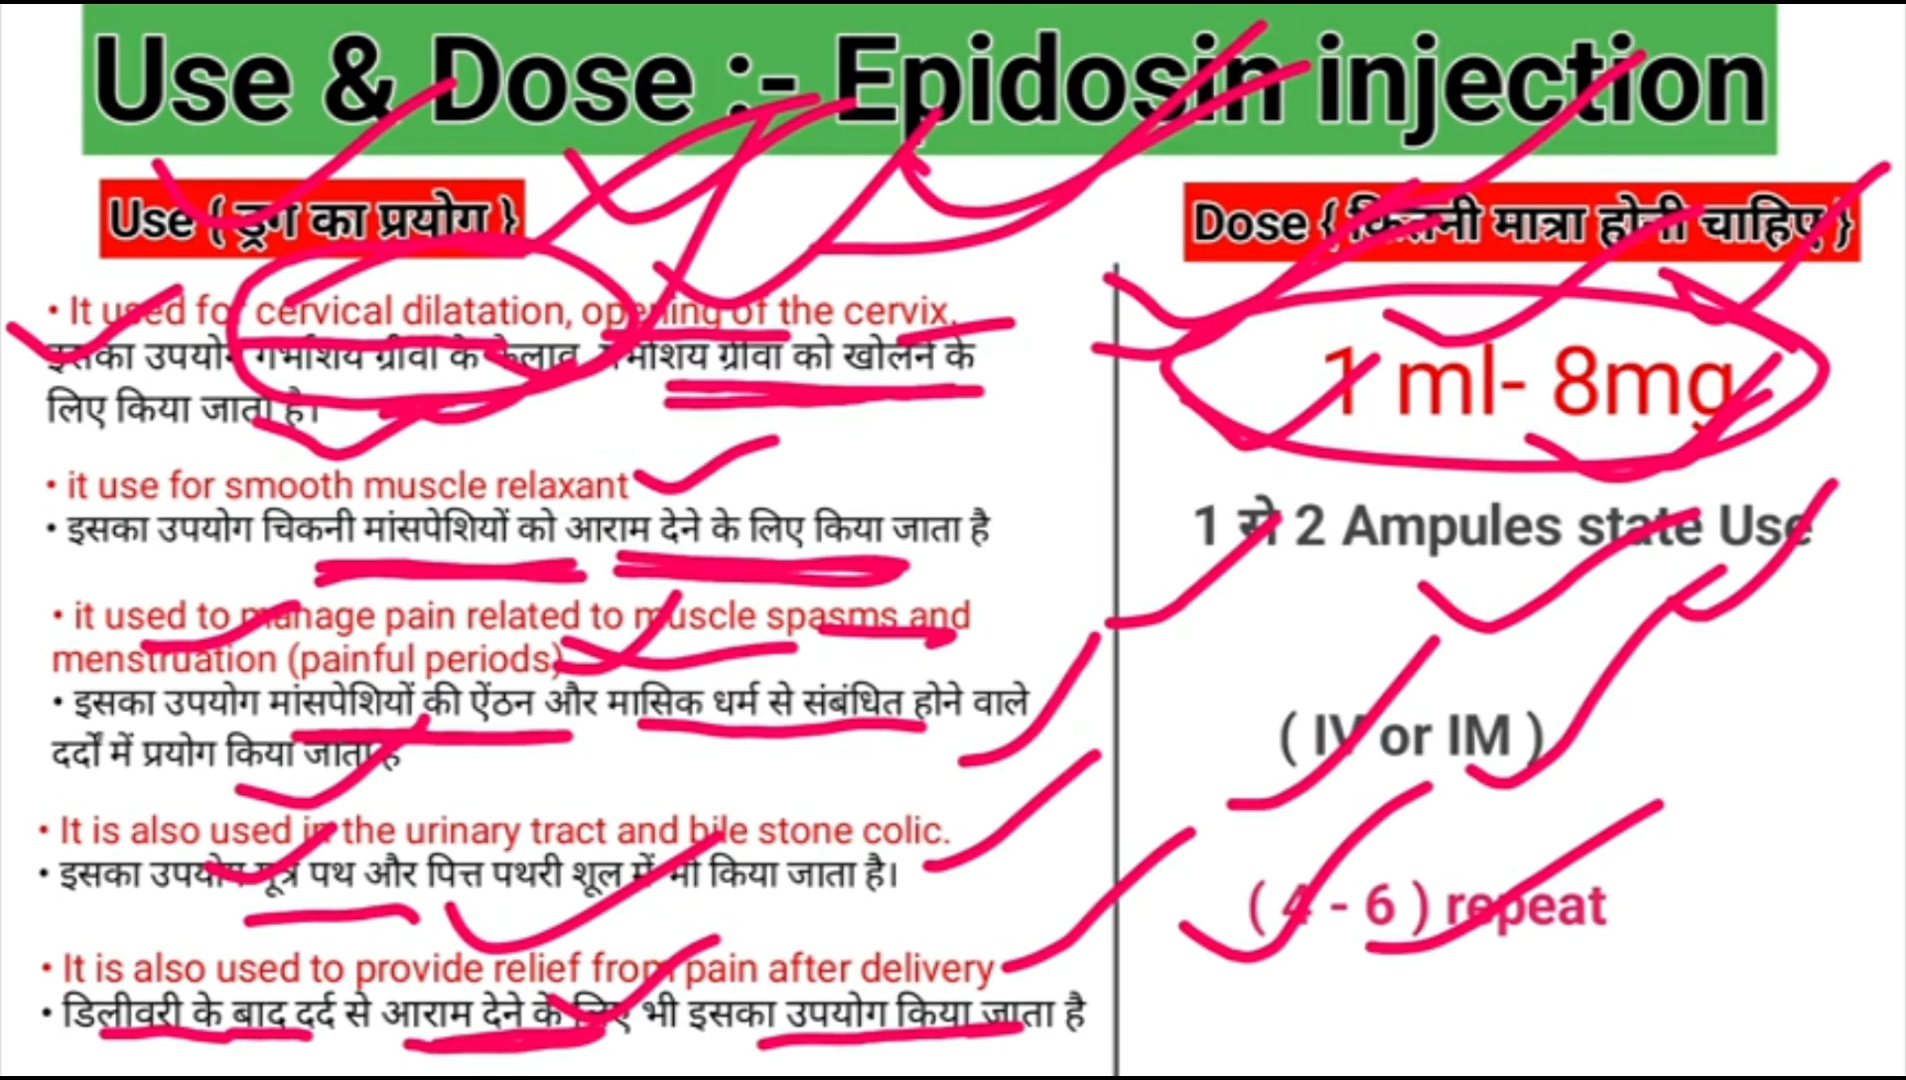 Use & Dose :- Epidosin injection
Use { ड्रग का प्रयोग }
• It used for cervical dilatation, opening of the cervix.
इसका उपयोग गर्भाशय ग्रीवा के फैलाव, गर्भाशय ग्रीवा को खोलने के
लिए किया जाता है।
• it use for smooth muscle relaxant
• इसका उपयोग चिकनी मांसपेशियों को आराम देने के लिए किया जाता है
• it used to manage pain related to muscle spasms and
menstruation (painful periods)
• इसका उपयोग मांसपेशियों की ऐंठन और मासिक धर्म से संबंधित होने वाले
दर्दों में प्रयोग किया जाता है
• It is also used in the urinary tract and bile stone colic.
• इसका उपयोग मूत्र पथ और पित्त पथरी शूल में भी किया जाता है।
• It is also used to provide relief from pain after delivery
• डिलीवरी के बाद दर्द से आराम देने के लिए भी इसका उपयोग किया जाता है
Dose { कितनी मात्रा होनी चाहिए }
1 ml- 8mg
1 से 2 Ampules state Use
( IV or IM )
( 4 - 6 ) repeat